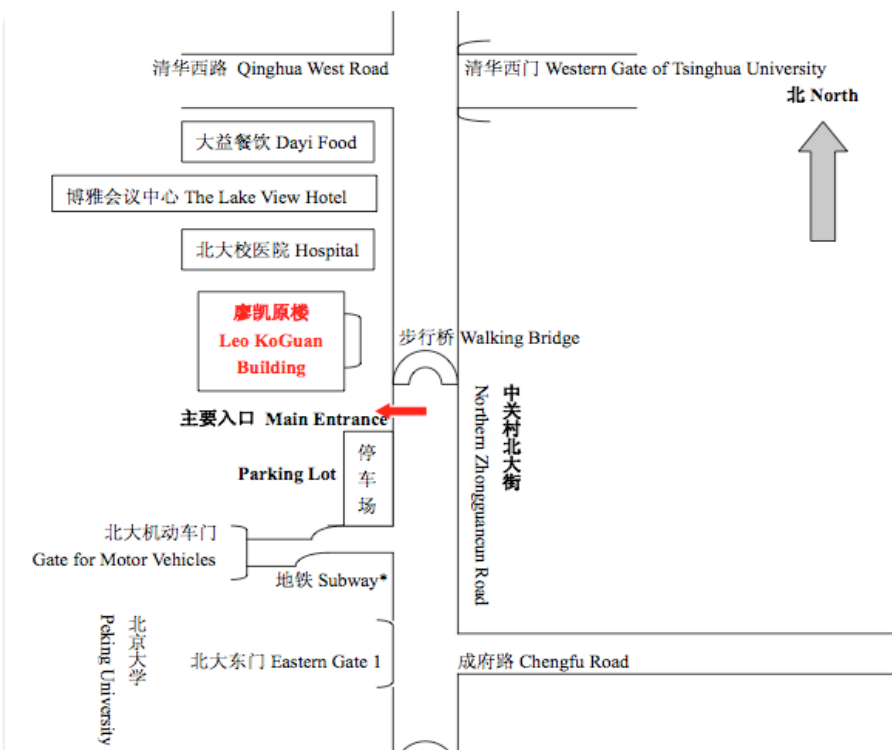 清华西路 Qinghua West Road
清华西门 Western Gate of Tsinghua University
北 North
大益餐饮 Dayi Food
博雅会议中心 The Lake View Hotel
北大校医院 Hospital
廖凯原楼
Leo KoGuan
Building
步行桥 Walking Bridge
主要入口 Main Entrance
中关村北大街
Northern Zhongguancun Road
停车场
Parking Lot
北大机动车门
Gate for Motor Vehicles
地铁 Subway*
北京大学
Peking University
北大东门 Eastern Gate 1
成府路 Chengfu Road